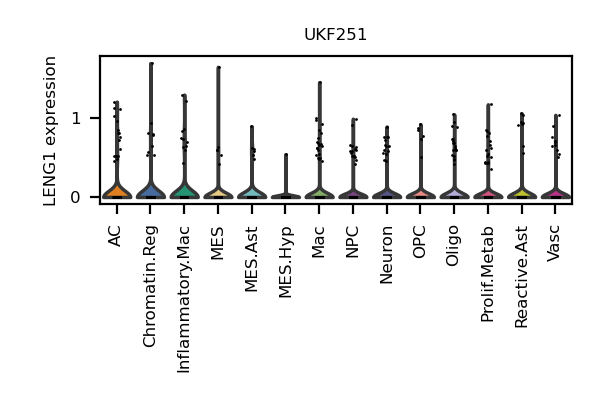 UKF251
LENG1 expression
1
0
AC
Chromatin.Reg
Inflammatory.Mac
MES
MES.Ast
MES.Hyp
Mac
NPC
Neuron
OPC
Oligo
Prolif.Metab
Reactive.Ast
Vasc